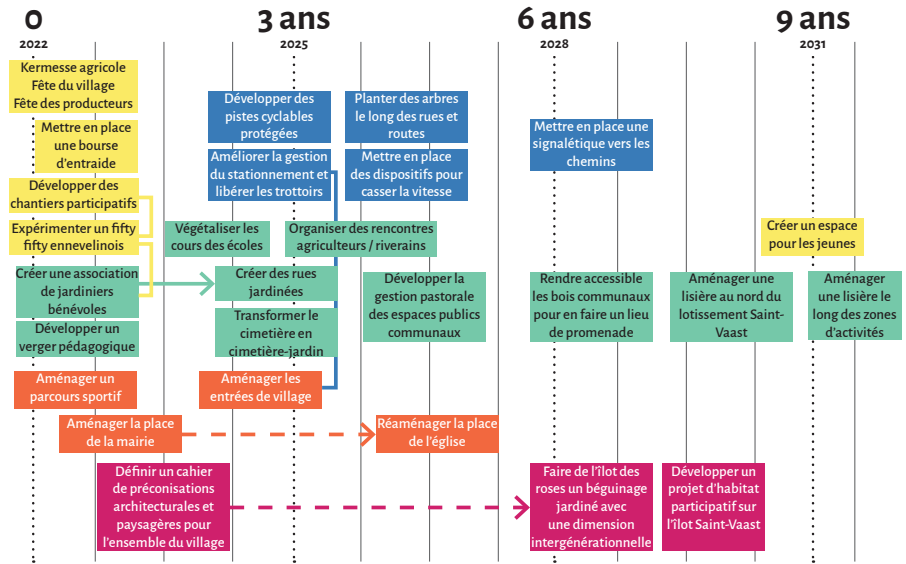 0
3 ans
6 ans
9 ans
2022
2025
2028
2031
Kermesse agricole
Fête du village
Fête des producteurs
Mettre en place
une bourse
d'entraide
Développer des
chantiers participatifs
Expérimenter un fifty
fifty ennevelinois
Créer une association
de jardiniers
bénévoles
Développer un
verger pédagogique
Aménager un
parcours sportif
Aménager la place
de la mairie
Définir un cahier
de préconisations
architecturales et
paysagères pour
l'ensemble du village
Végétaliser les
cours des écoles
Développer des
pistes cyclables
protégées
Améliorer la gestion
du stationnement et
libérer les trottoirs
Organiser des rencontres
agriculteurs / riverains
Créer des rues
jardinées
Transformer le
cimetière en
cimetière-jardin
Aménager les
entrées de village
Planter des arbres
le long des rues et
routes
Mettre en place
des dispositifs pour
casser la vitesse
Développer la
gestion pastorale
des espaces publics
communaux
Réaménager la place
de l'église
Mettre en place une
signalétique vers les
chemins
Rendre accessible
les bois communaux
pour en faire un lieu
de promenade
Faire de l'îlot des
roses un béguinage
jardiné avec
une dimension
intergénérationnelle
Créer un espace
pour les jeunes
Aménager une
lisière au nord du
lotissement Saint-
Vaast
Aménager
une lisière le
long des zones
d'activités
Développer un
projet d'habitat
participatif sur
l'îlot Saint-Vaast